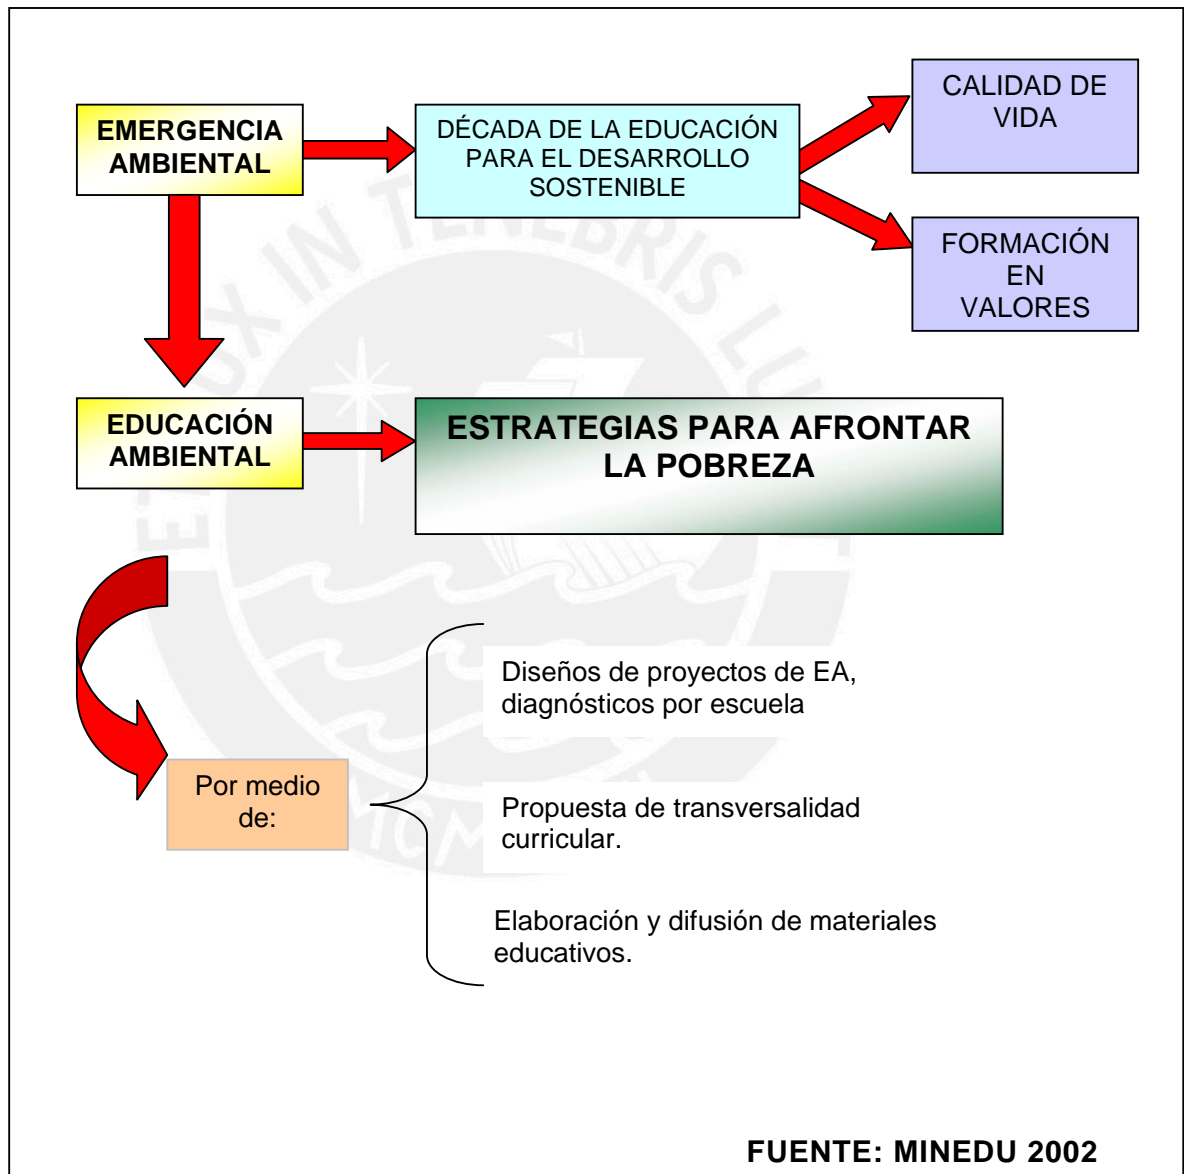 EMERGENCIA
AMBIENTAL
DÉCADA DE LA EDUCACIÓN
PARA EL DESARROLLO
SOSTENIBLE
CALIDAD DE
VIDA
FORMACIÓN
EN
VALORES
EDUCACIÓN
AMBIENTAL
ESTRATEGIAS PARA AFRONTAR
LA POBREZA
Por medio
de:
Diseños de proyectos de EA,
diagnósticos por escuela
Propuesta de transversalidad
curricular.
Elaboración y difusión de materiales
educativos.
FUENTE: MINEDU 2002